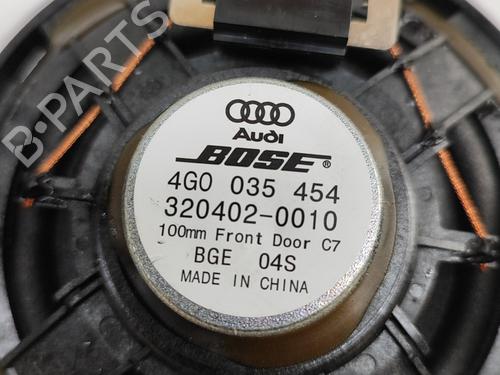 B-PARTS
Audi
BOSE®
4G0 035 454
320402-0010
100mm Front Door C7
BGE 04S
MADE IN CHINA